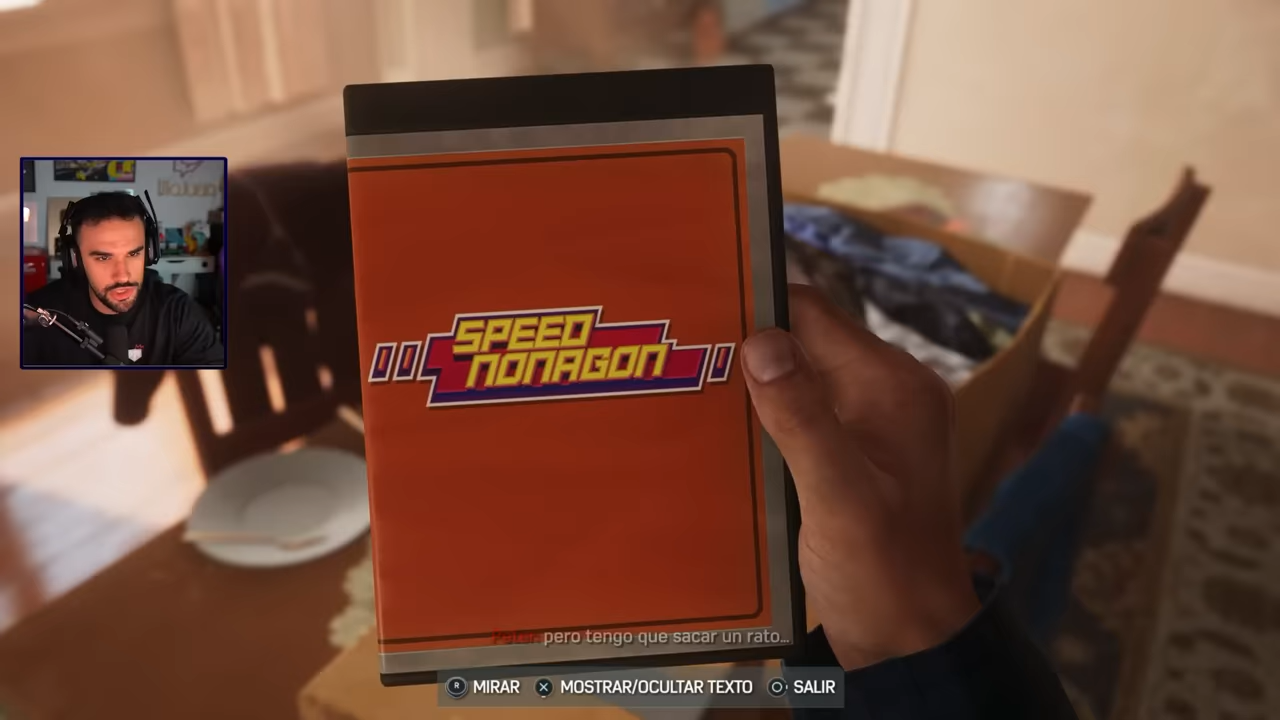 SPEED
NONAGON
Peter: pero tengo que sacar un rato...
R MIRAR MOSTRAR/OCULTAR TEXTO SALIR